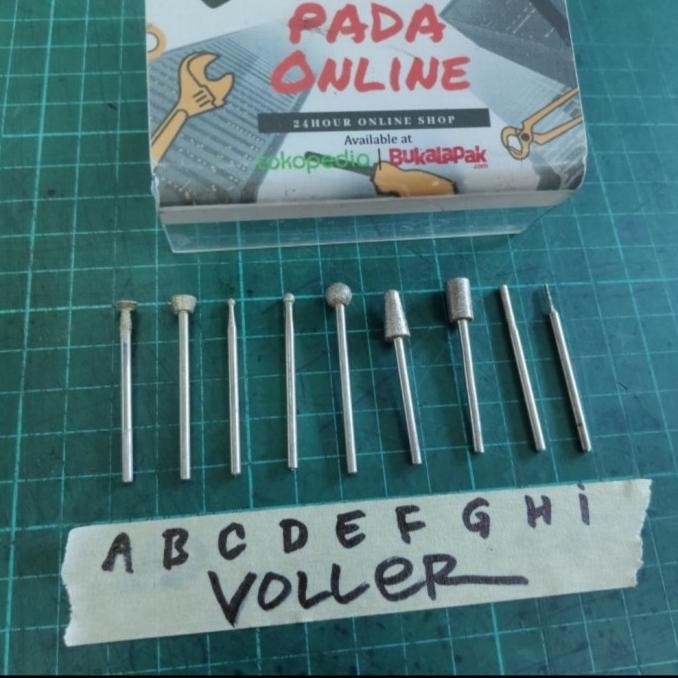 PADA
ONLINE
24HOUR ONLINE SHOP
Available at
tokopedia | BukalapaK
.com
A B C D E F G H i
VOLLER